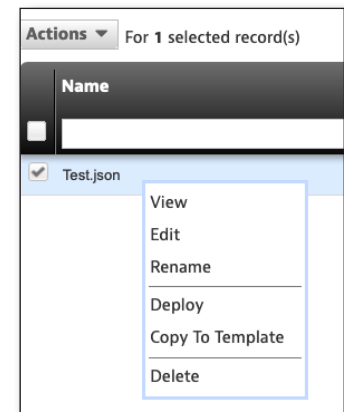 Actions For 1 selected record(s)
Name
Test.json
View
Edit
Rename
Deploy
Copy To Template
Delete